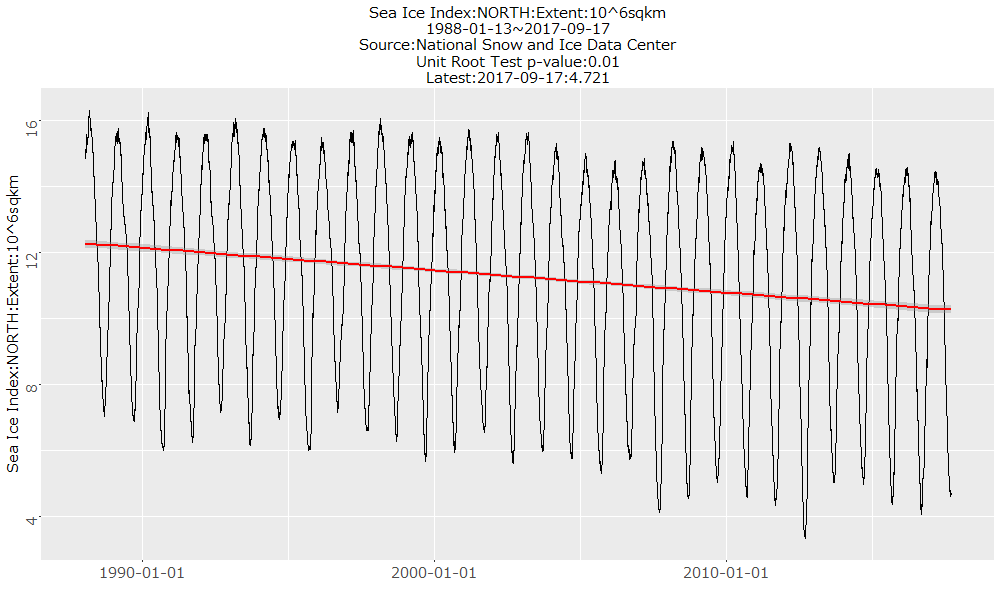 Sea Ice Index:NORTH:Extent:10^6sqkm
1988-01-13~2017-09-17
Source:National Snow and Ice Data Center
Unit Root Test p-value:0.01
Latest:2017-09-17:4.721
Sea Ice Index:NORTH:Extent:10^6sqkm
16
12
8
4
1990-01-01
2000-01-01
2010-01-01